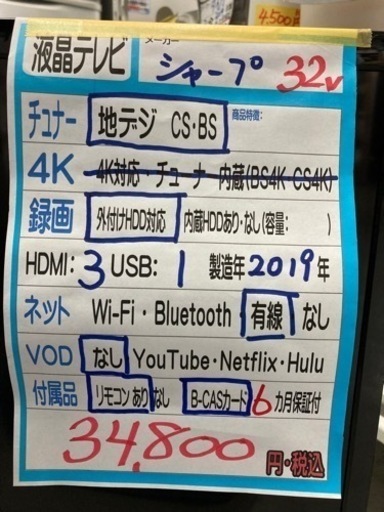 4,500円
液晶テレビ メーカー シャープ 32V
チュナー 地デジ CS・BS 商品特徴:
4K 4K対応・チューナー内蔵(BS4K CS4K)
録画 外付けHDD対応 内蔵HDDあり・なし(容量: )
HDMI:3 USB:1 製造年2019年
ネット Wi-Fi・Bluetooth・有線 なし
VOD なし YouTube・Netflix・Hulu
付属品 リモコンあり なし B-CASカード 6カ月保証付
34,800円・税込